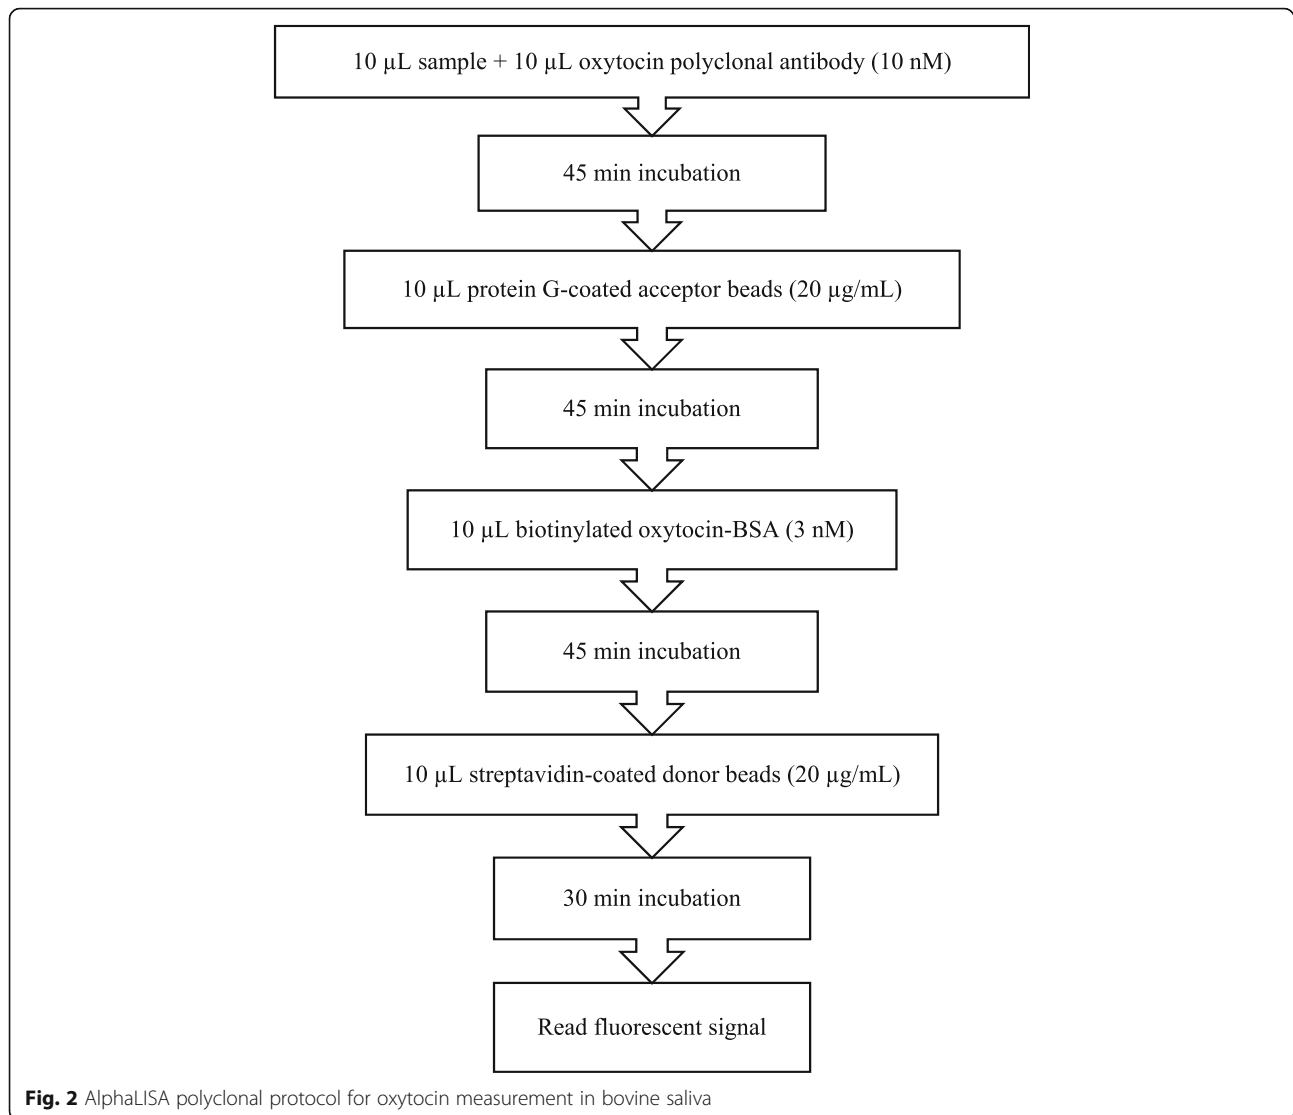 10 µL sample + 10 µL oxytocin polyclonal antibody (10 nM)
45 min incubation
10 µL protein G-coated acceptor beads (20 µg/mL)
45 min incubation
10 µL biotinylated oxytocin-BSA (3 nM)
45 min incubation
10 µL streptavidin-coated donor beads (20 µg/mL)
30 min incubation
Read fluorescent signal
Fig. 2 AlphaLISA polyclonal protocol for oxytocin measurement in bovine saliva